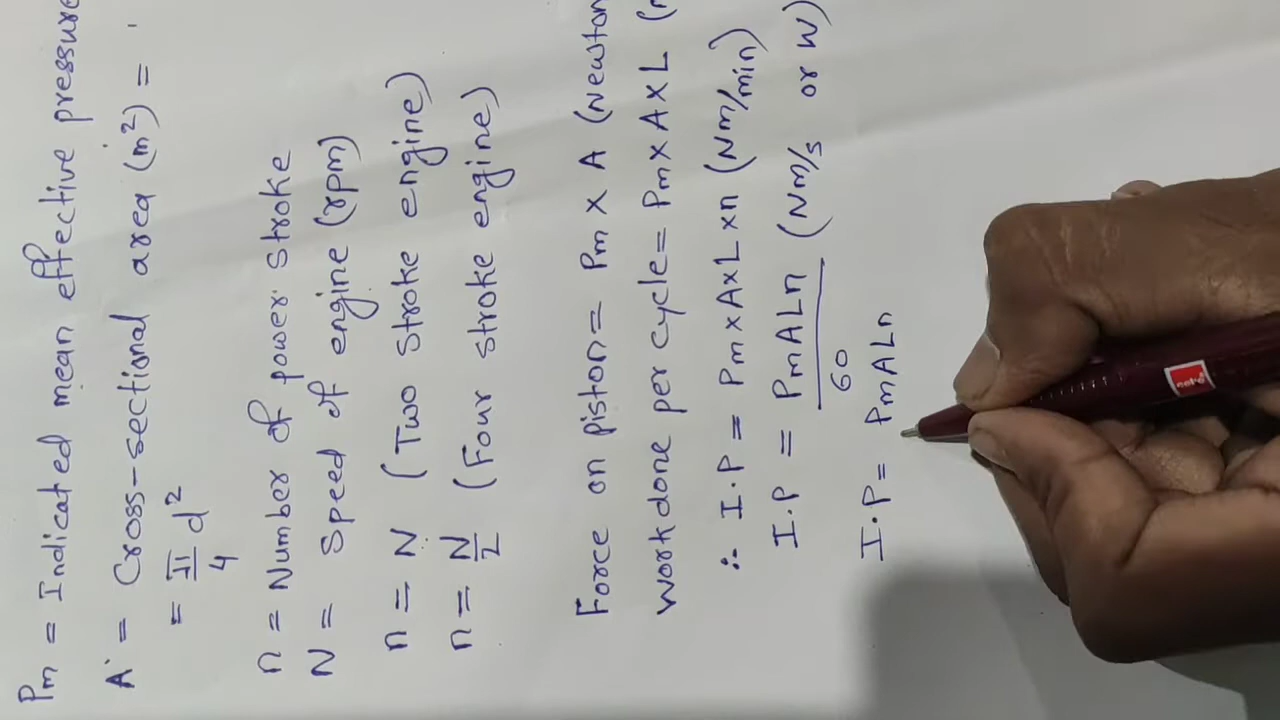 Pm = Indicated mean effective pressure
A = Cross-sectional area (m²) =
= π/4 d²
n = Number of power stroke
N = Speed of engine (rpm)
n = N (Two stroke engine)
n = N/2 (Four stroke engine)
Force on piston = Pm × A (Newton
workdone per cycle = Pm × A × L (
∴ I.P = Pm × A × L × n (Nm/min)
I.P = PmALn/60 (Nm/s or W)
I.P = PmALn